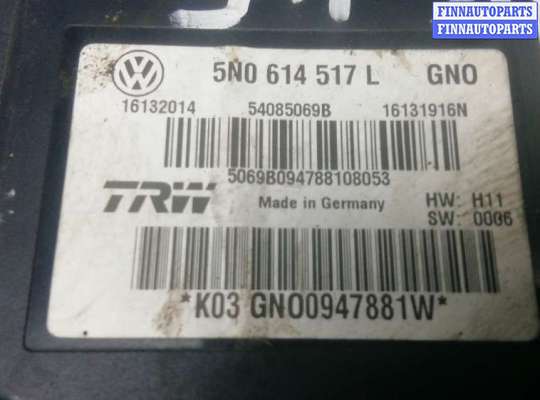 FINNAUTOPARTS
FINNAUTOPARTS
5N0 614 517 L GNO
16132014 54085069B 16131916N
5069B094788108053
TRW Made in Germany HW: H11
SW: 0006
*K03 GNO0947881W*